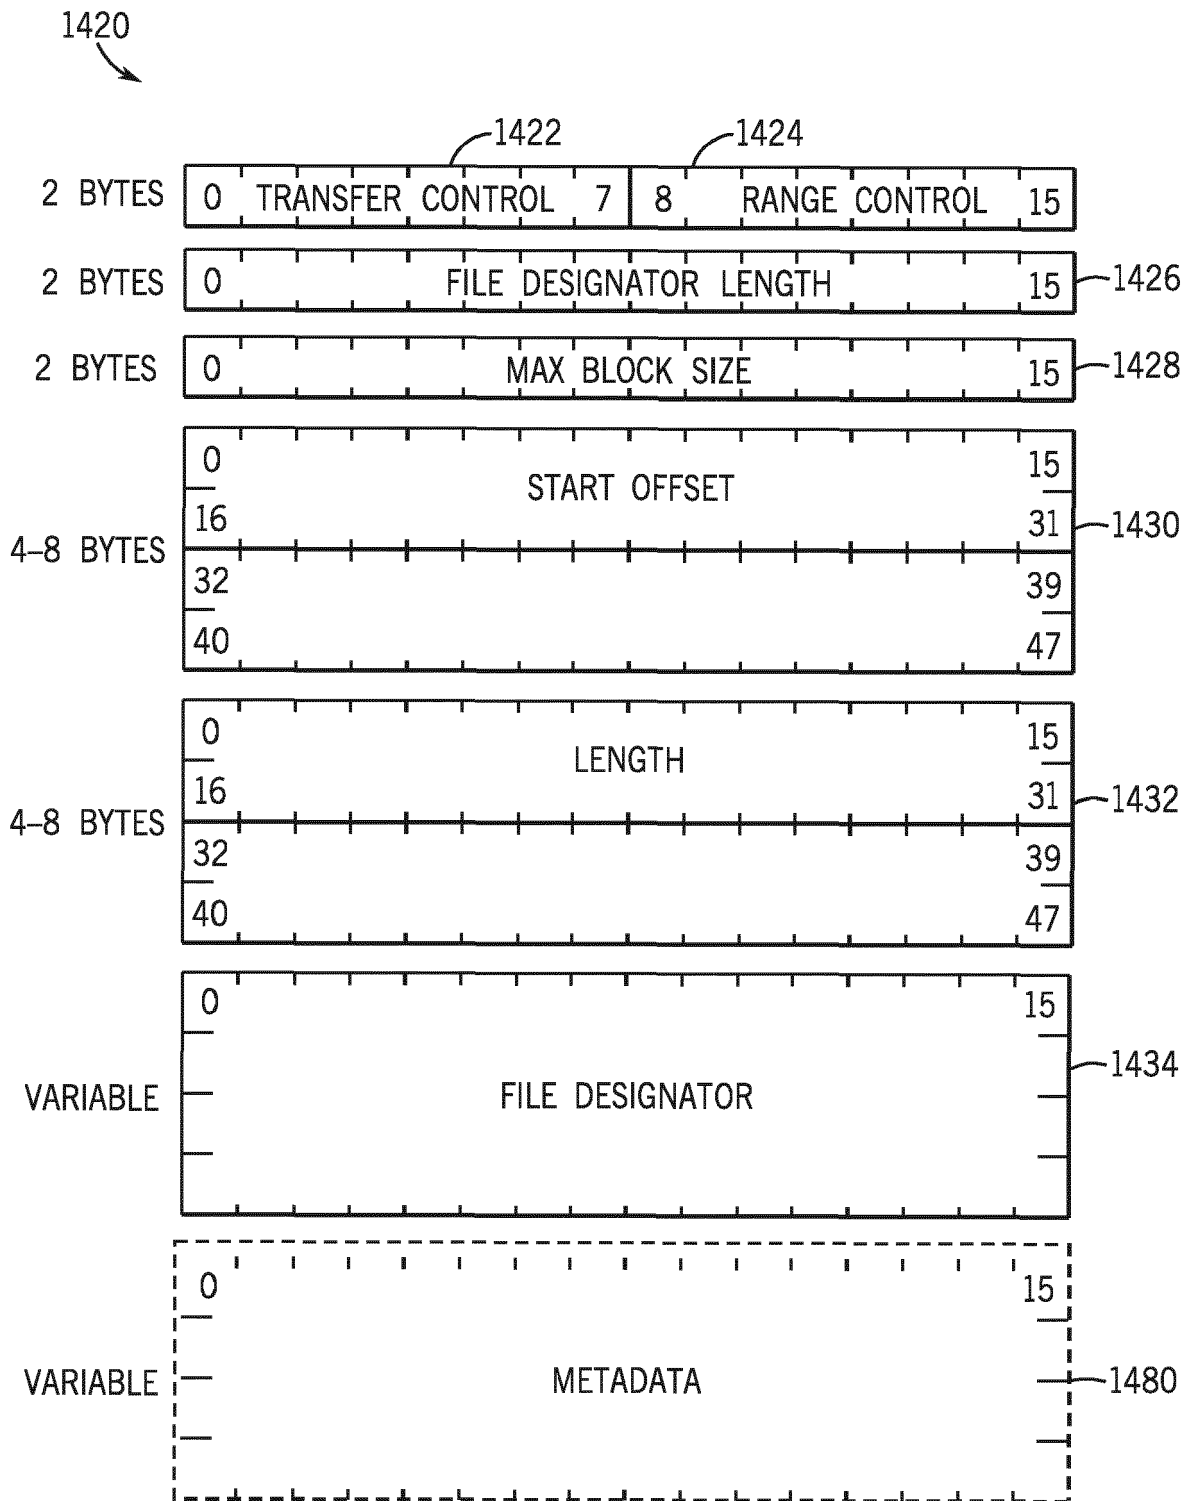 1420
1422 1424
2 BYTES 0 TRANSFER CONTROL 7 8 RANGE CONTROL 15
2 BYTES 0 FILE DESIGNATOR LENGTH 15 1426
2 BYTES 0 MAX BLOCK SIZE 15 1428
0 15
START OFFSET
16 31 1430
4–8 BYTES
32 39
40 47
0 15
LENGTH
16 31 1432
4–8 BYTES
32 39
40 47
0 15
1434
VARIABLE FILE DESIGNATOR
0 15
VARIABLE METADATA 1480